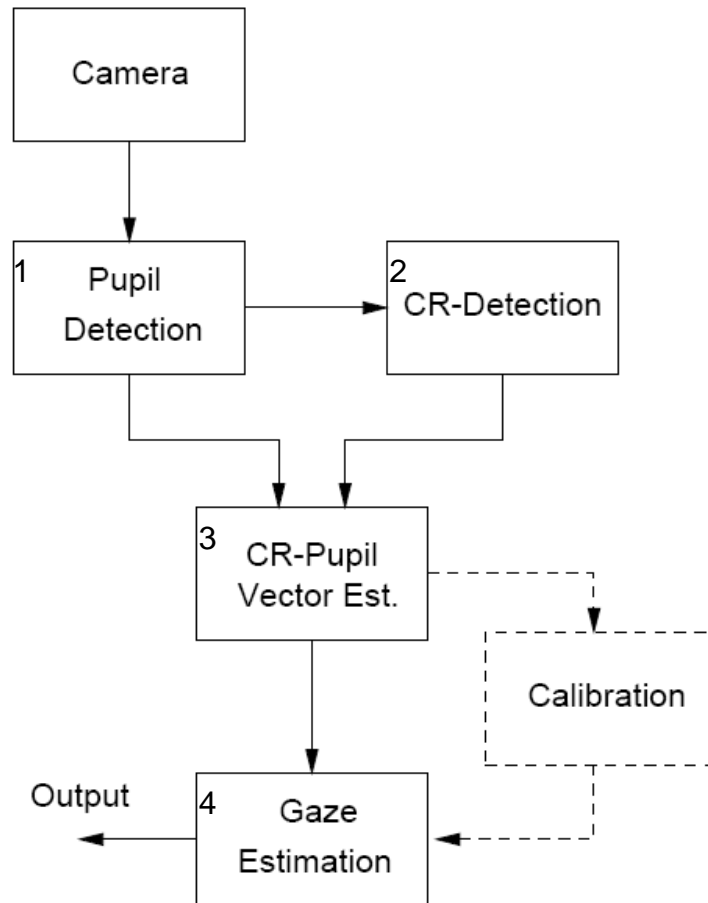 Camera
1
Pupil
Detection
2
CR-Detection
3
CR-Pupil
Vector Est.
Calibration
Output
4
Gaze
Estimation